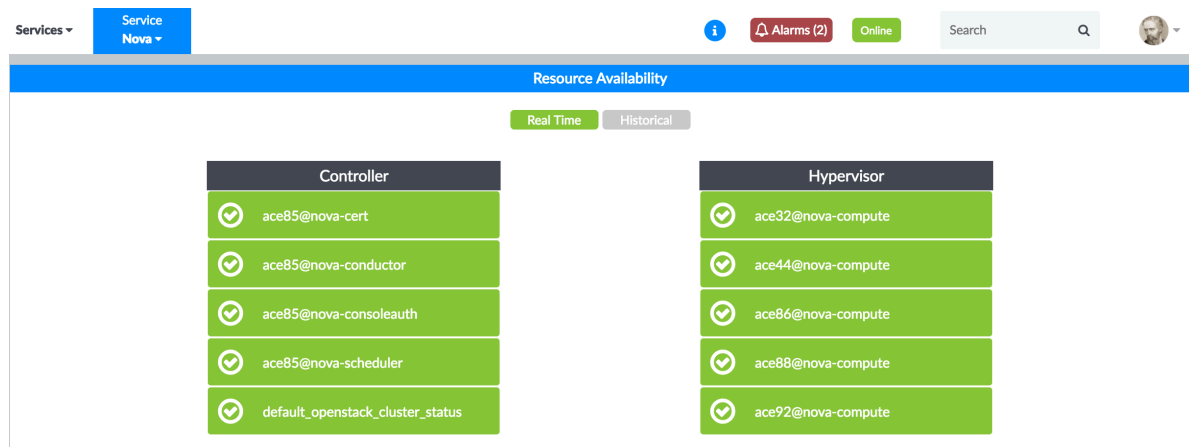 Services
Service
Nova
i
Alarms (2)
Online
Search
Resource Availability
Real Time
Historical
Controller
ace85@nova-cert
ace85@nova-conductor
ace85@nova-consoleauth
ace85@nova-scheduler
default_openstack_cluster_status
Hypervisor
ace32@nova-compute
ace44@nova-compute
ace86@nova-compute
ace88@nova-compute
ace92@nova-compute